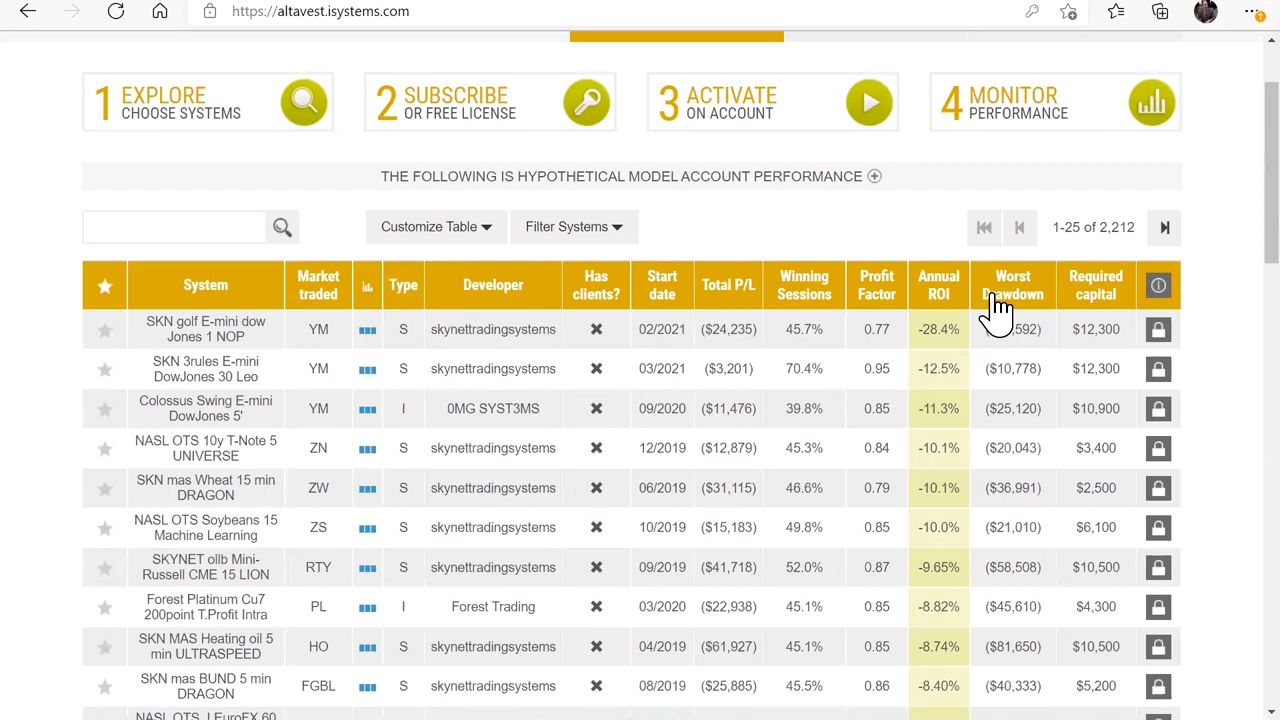 https://altavest.isystems.com
1 EXPLORE
CHOOSE SYSTEMS
2 SUBSCRIBE
OR FREE LICENSE
3 ACTIVATE
ON ACCOUNT
4 MONITOR
PERFORMANCE
THE FOLLOWING IS HYPOTHETICAL MODEL ACCOUNT PERFORMANCE
Customize Table Filter Systems 1-25 of 2,212
System Market traded Type Developer Has clients? Start date Total P/L Winning Sessions Profit Factor Annual ROI Worst Drawdown Required capital
SKN golf E-mini dow Jones 1 NOP YM S skynettradingsystems 02/2021 ($24,235) 45.7% 0.77 -28.4% 592) $12,300
SKN 3rules E-mini DowJones 30 Leo YM S skynettradingsystems 03/2021 ($3,201) 70.4% 0.95 -12.5% ($10,778) $12,300
Colossus Swing E-mini DowJones 5' YM I 0MG SYST3MS 09/2020 ($11,476) 39.8% 0.85 -11.3% ($25,120) $10,900
NASL OTS 10y T-Note 5 UNIVERSE ZN S skynettradingsystems 12/2019 ($12,879) 45.3% 0.84 -10.1% ($20,043) $3,400
SKN mas Wheat 15 min DRAGON ZW S skynettradingsystems 06/2019 ($31,115) 46.6% 0.79 -10.1% ($36,991) $2,500
NASL OTS Soybeans 15 Machine Learning ZS S skynettradingsystems 10/2019 ($15,183) 49.8% 0.85 -10.0% ($21,010) $6,100
SKYNET ollb Mini-Russell CME 15 LION RTY S skynettradingsystems 09/2019 ($41,718) 52.0% 0.87 -9.65% ($58,508) $10,500
Forest Platinum Cu7 200point T.Profit Intra PL I Forest Trading 03/2020 ($22,938) 45.1% 0.85 -8.82% ($45,610) $4,300
SKN MAS Heating oil 5 min ULTRASPEED HO S skynettradingsystems 04/2019 ($61,927) 45.1% 0.85 -8.74% ($81,650) $10,500
SKN mas BUND 5 min DRAGON FGBL S skynettradingsystems 08/2019 ($25,885) 45.5% 0.86 -8.40% ($40,333) $5,200